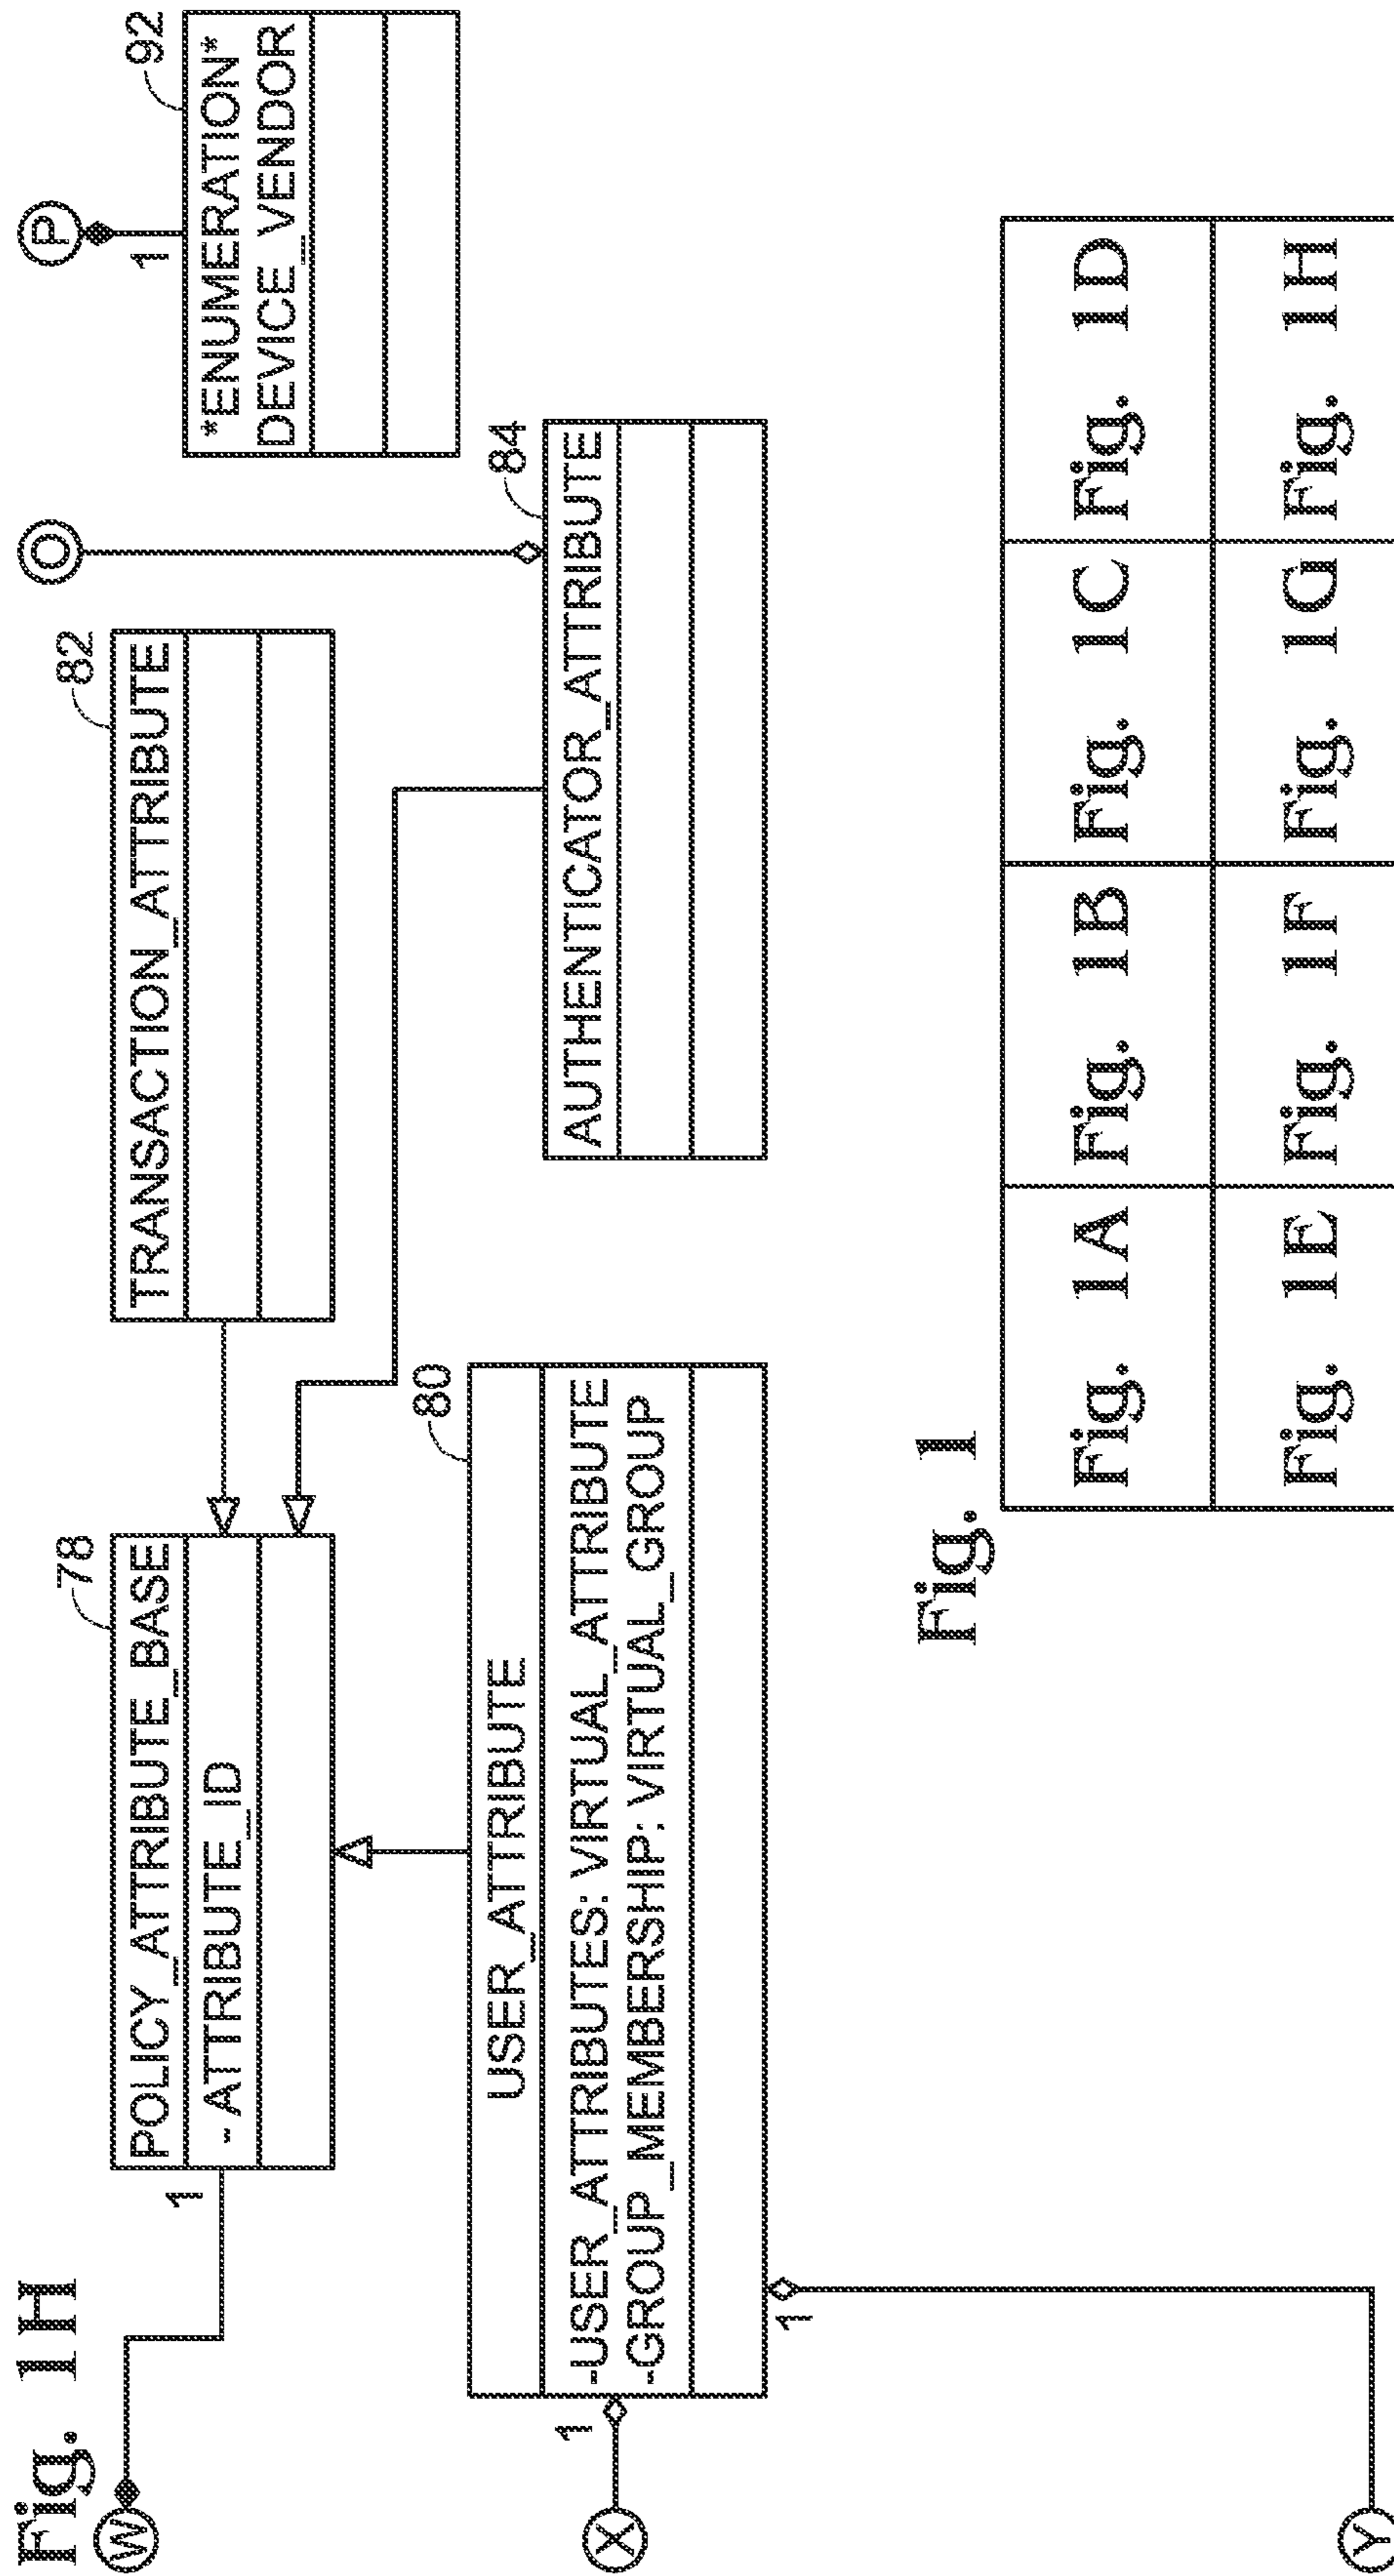 Fig. 1H
W
1
78
POLICY_ATTRIBUTE_BASE
- ATTRIBUTE_ID
82
TRANSACTION_ATTRIBUTE
O
P
1
92
*ENUMERATION*
DEVICE_VENDOR
80
USER_ATTRIBUTE
-USER_ATTRIBUTES: VIRTUAL_ATTRIBUTE
-GROUP_MEMBERSHIP: VIRTUAL_GROUP
84
AUTHENTICATOR_ATTRIBUTE
X
1
1
Y
Fig. 1
Fig. 1A Fig. 1B Fig. 1C Fig. 1D
Fig. 1E Fig. 1F Fig. 1G Fig. 1H